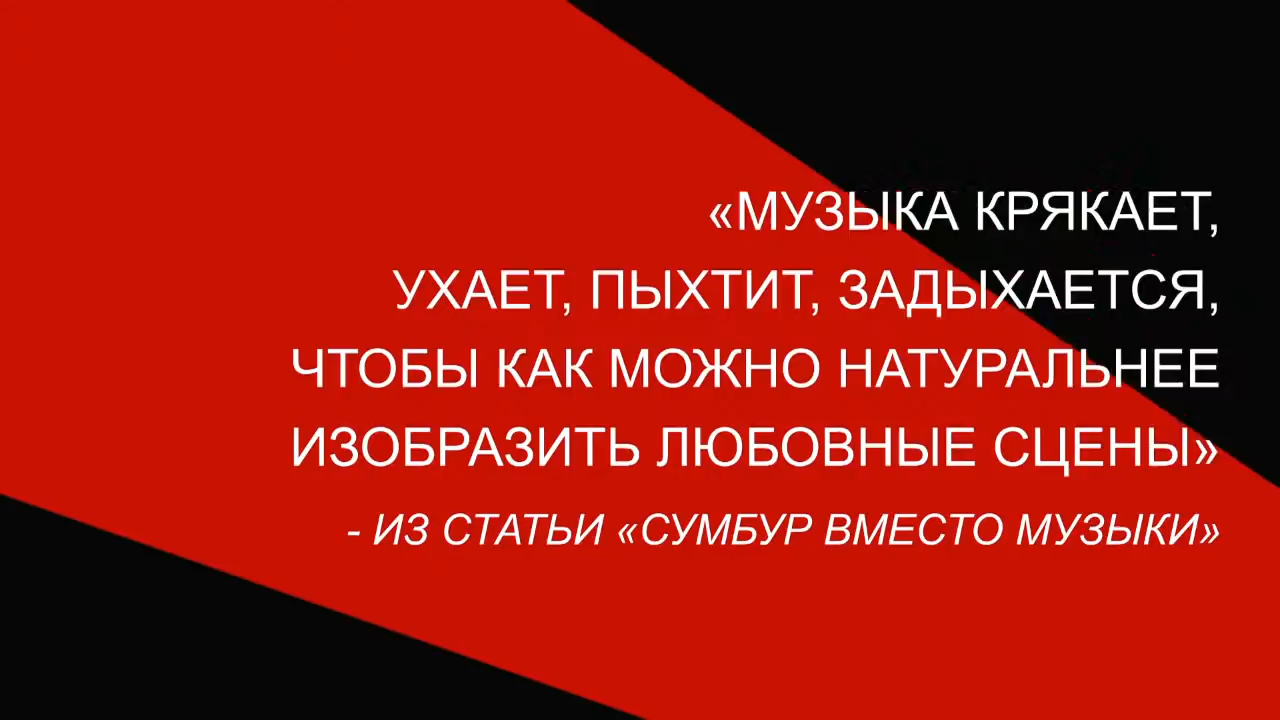 «МУЗЫКА КРЯКАЕТ,
УХАЕТ, ПЫХТИТ, ЗАДЫХАЕТСЯ,
ЧТОБЫ КАК МОЖНО НАТУРАЛЬНЕЕ
ИЗОБРАЗИТЬ ЛЮБОВНЫЕ СЦЕНЫ»
- ИЗ СТАТЬИ «СУМБУР ВМЕСТО МУЗЫКИ»